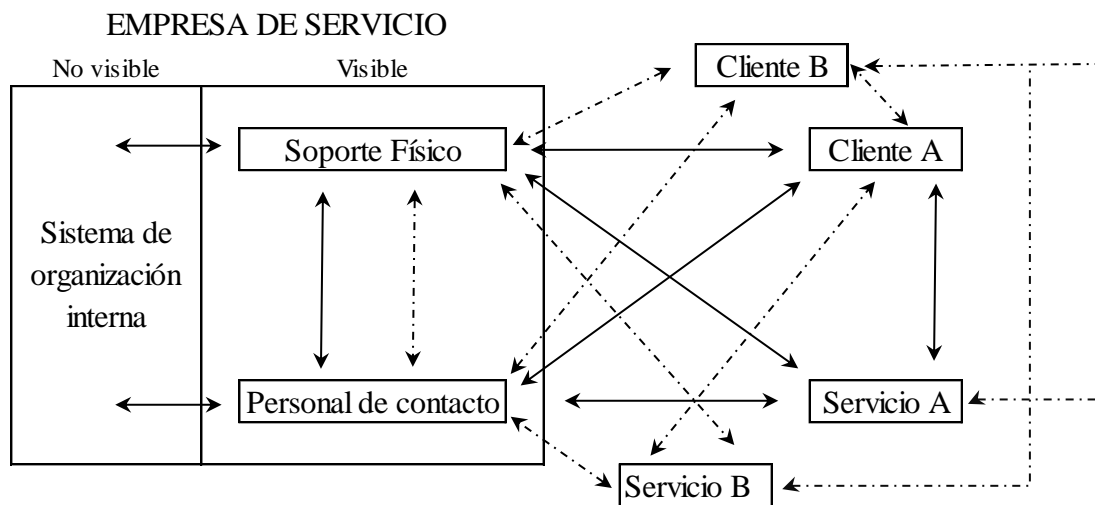 EMPRESA DE SERVICIO
No visible
Visible
Cliente B
Soporte Físico
Cliente A
Sistema de
organización
interna
Personal de contacto
Servicio A
Servicio B